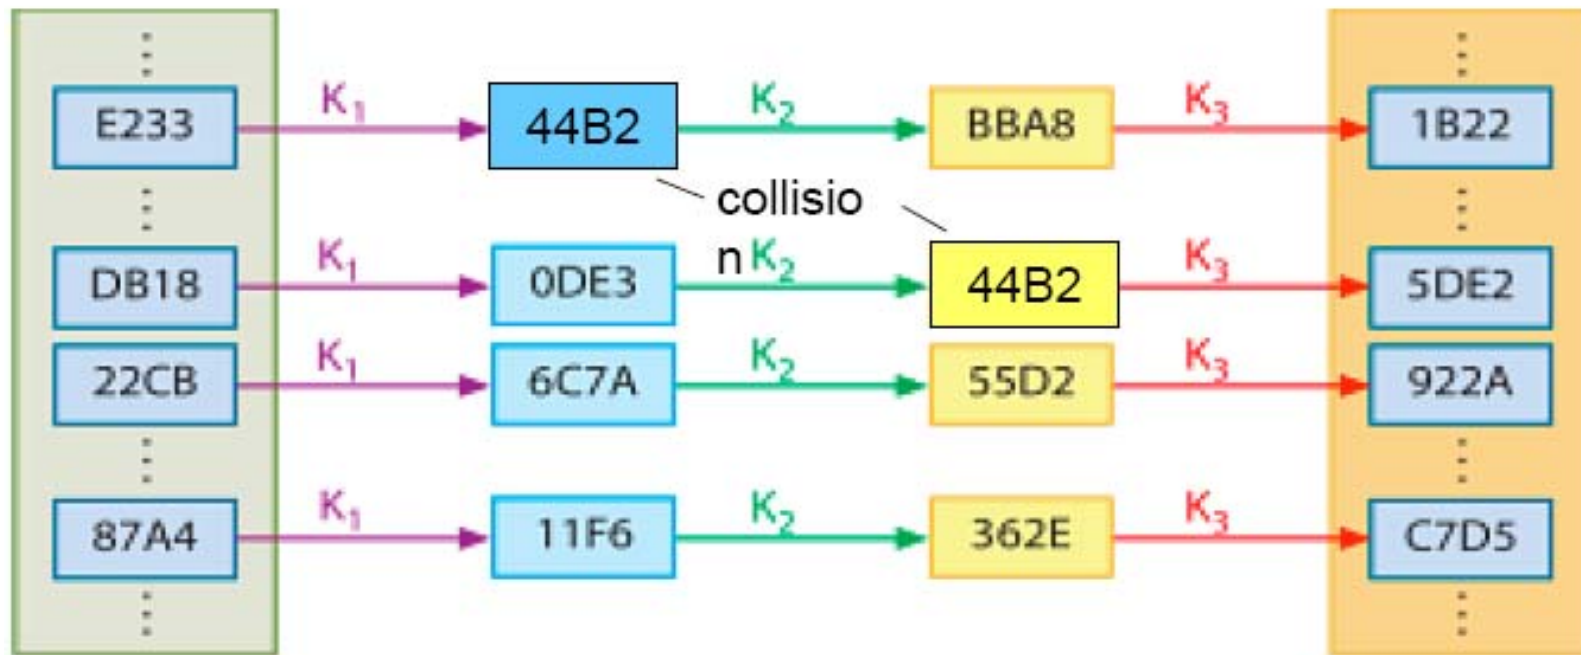 E233 K1 44B2 K2 BBA8 K3 1B22
collisio
n
DB18 K1 0DE3 K2 44B2 K3 5DE2
22CB K1 6C7A K2 55D2 K3 922A
87A4 K1 11F6 K2 362E K3 C7D5